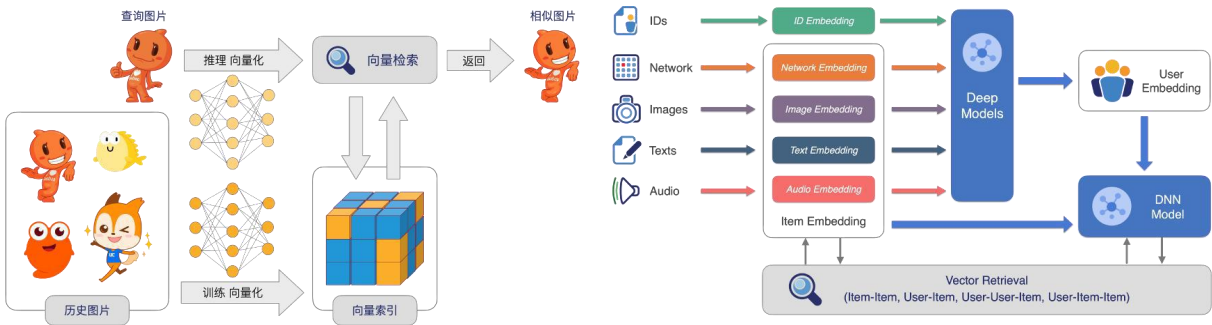 查询图片
推理 向量化
向量检索
返回
相似图片
历史图片
训练 向量化
向量索引
IDs
ID Embedding
Network
Network Embedding
Images
Image Embedding
Texts
Text Embedding
Audio
Audio Embedding
Item Embedding
Deep
Models
User
Embedding
DNN
Model
Vector Retrieval
(Item-Item, User-Item, User-User-Item, User-Item-Item)